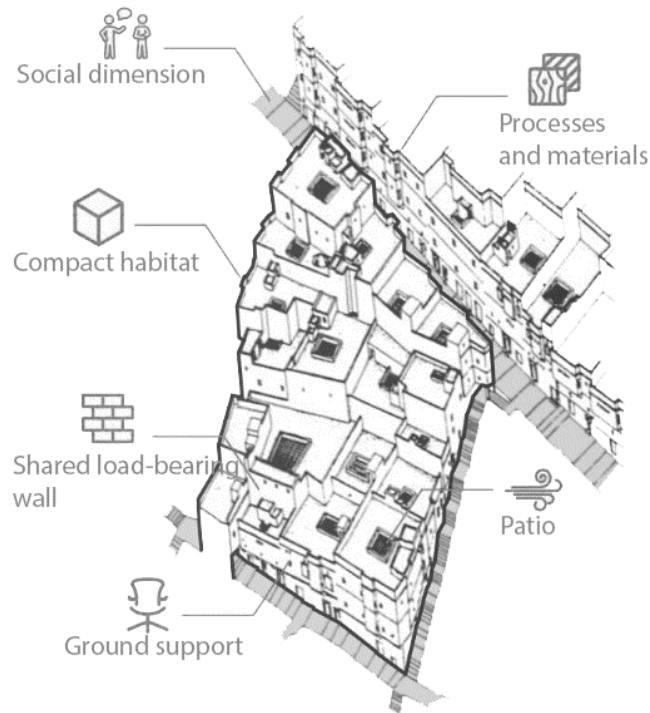 Social dimension
Processes
and materials
Compact habitat
Shared load-bearing
wall
Patio
Ground support